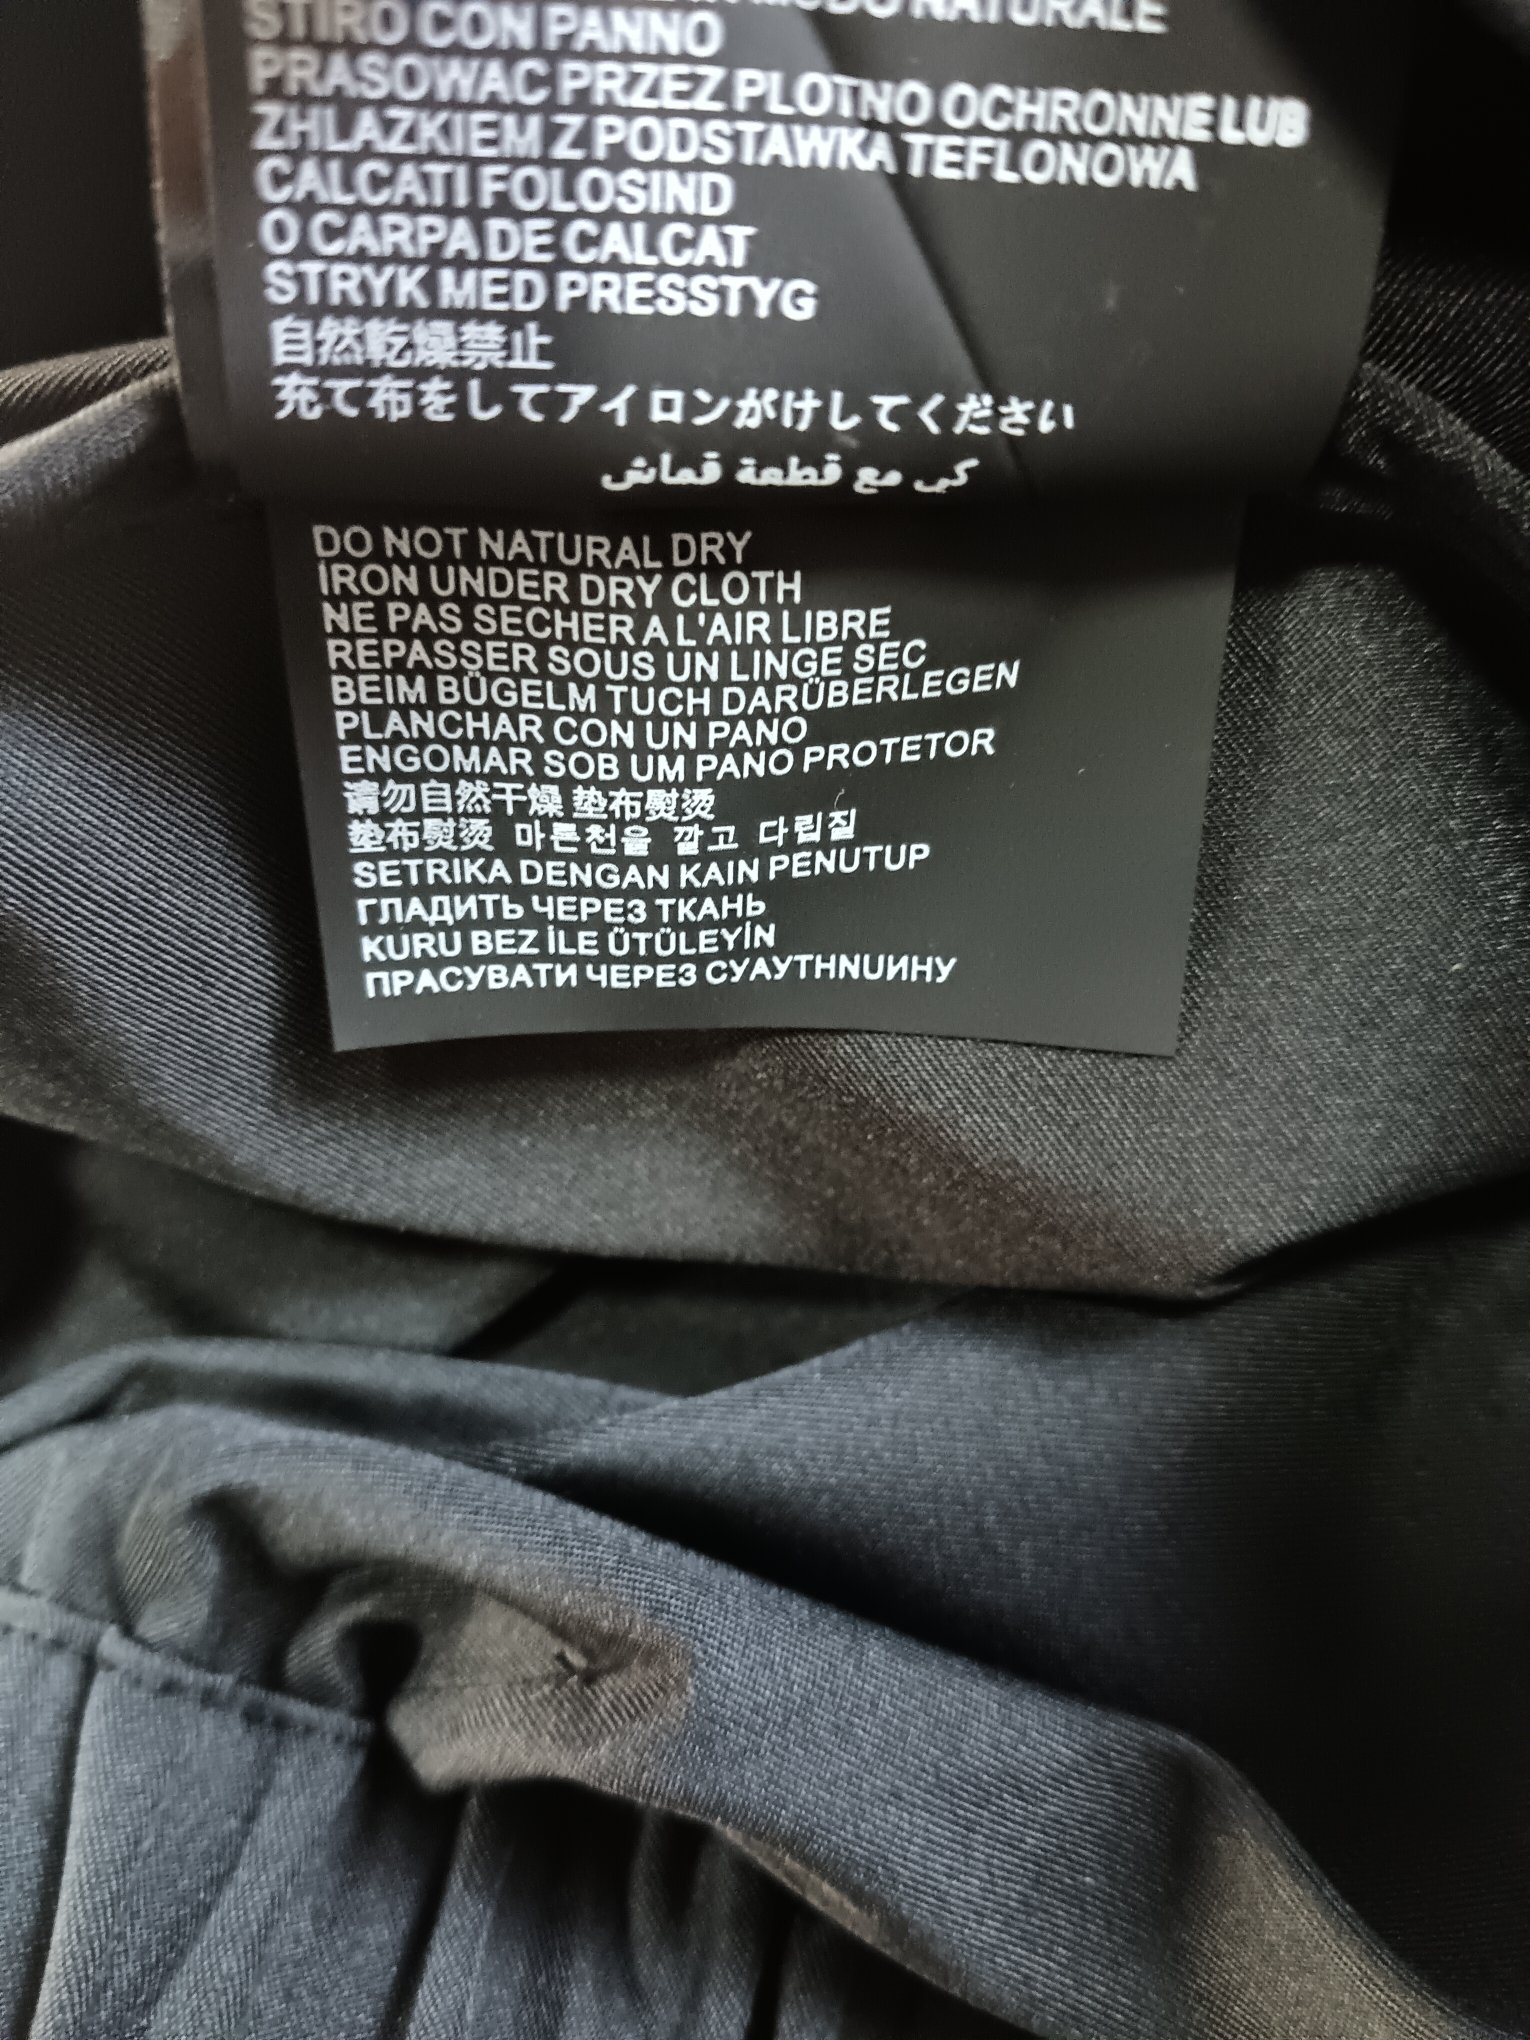 MODO NATURALE
STIRO CON PANNO
PRASOWAC PRZEZ PLOTNO OCHRONNE LUB
ZHLAZKIEM Z PODSTAWKA TEFLONOWA
CALCATI FOLOSIND
O CARPA DE CALCAT
STRYK MED PRESSTYG
自然乾燥禁止
充て布をしてアイロンがけしてください
كي مع قطعة قماش
DO NOT NATURAL DRY
IRON UNDER DRY CLOTH
NE PAS SECHER A L'AIR LIBRE
REPASSER SOUS UN LINGE SEC
BEIM BÜGELM TUCH DARÜBERLEGEN
PLANCHAR CON UN PANO
ENGOMAR SOB UM PANO PROTETOR
请勿自然干燥 垫布熨烫
垫布熨烫 마른천을 깔고 다립질
SETRIKA DENGAN KAIN PENUTUP
ГЛАДИТЬ ЧЕРЕЗ ТКАНЬ
KURU BEZ İLE ÜTÜLEYİN
ПРАСУВАТИ ЧЕРЕЗ СУАУТНNUИНУ